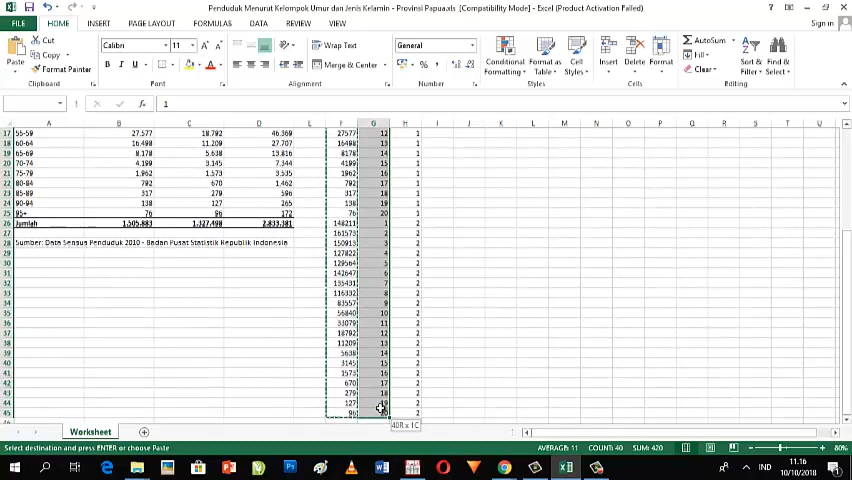 Penduduk Menurut Kelompok Umur dan Jenis Kelamin - Provinsi Papua.xls [Compatibility Mode] - Excel (Product Activation Failed)
FILE HOME INSERT PAGE LAYOUT FORMULAS DATA REVIEW VIEW Sign in
Cut
Copy
Format Painter
Paste
Calibri 11
B I U
Wrap Text
Merge & Center
General
Conditional Formatting
Format as Table
Cell Styles
Insert Delete Format
AutoSum
Fill
Clear
Sort & Filter
Find & Select
Clipboard Font Alignment Number Styles Cells Editing
fx 1
A B C D E F G H I J K L M N O P Q R S T U
17 55-59 27.577 18.792 46.369 27577 12 1
18 60-64 16.498 11.209 27.707 16498 13 1
19 65-69 8.178 5.638 13.816 8178 14 1
20 70-74 4.199 3.145 7.344 4199 15 1
21 75-79 1.962 1.573 3.535 1962 16 1
22 80-84 792 670 1.462 792 17 1
23 85-89 317 279 596 317 18 1
24 90-94 138 127 265 138 19 1
25 95+ 76 96 172 76 20 1
26 Jumlah 1.505.883 1.327.498 2.833.381 148211 1 2
27 161573 2 2
28 Sumber: Data Sensus Penduduk 2010 - Badan Pusat Statistik Republik Indonesia 150913 3 2
29 127822 4 2
30 129564 5 2
31 142647 6 2
32 135431 7 2
33 116332 8 2
34 83557 9 2
35 56840 10 2
36 33079 11 2
37 18792 12 2
38 11209 13 2
39 5638 14 2
40 3145 15 2
41 1573 16 2
42 670 17 2
43 279 18 2
44 127 19 2
45 96 20 2
40R x 1C
Worksheet
Select destination and press ENTER or choose Paste AVERAGE: 11 COUNT: 40 SUM: 420 80%
IND
11.16
10/10/2018